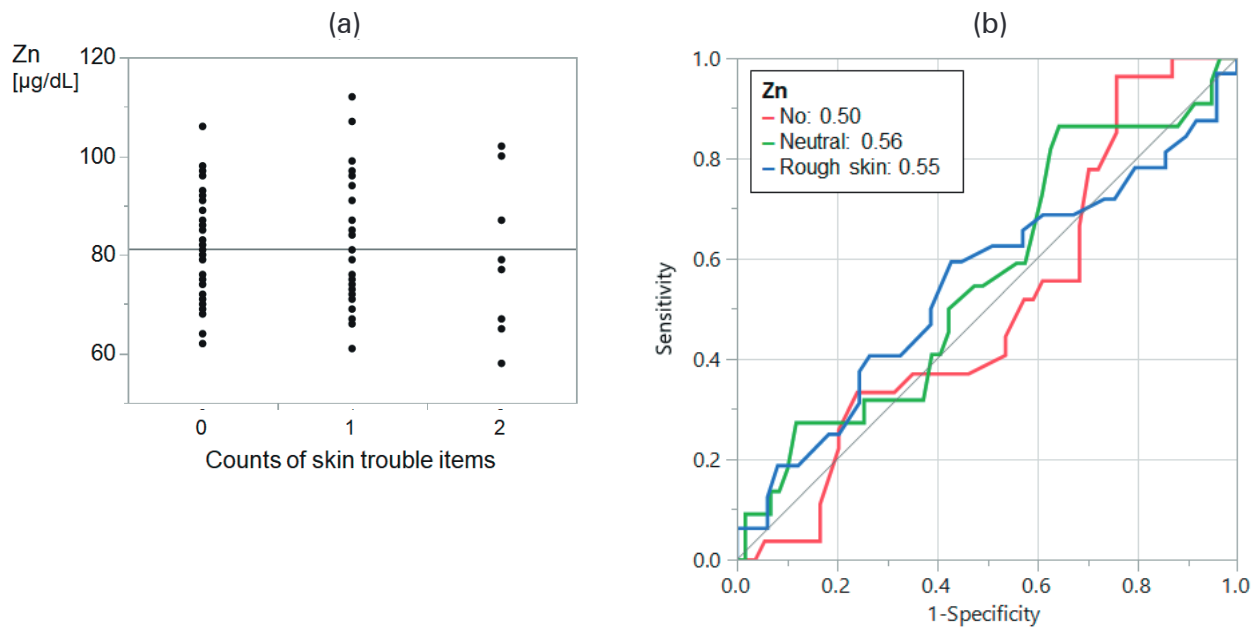 (a)
Zn
[µg/dL]
120
100
80
60
0
1
2
Counts of skin trouble items
(b)
Zn
No: 0.50
Neutral: 0.56
Rough skin: 0.55
1.0
0.8
0.6
0.4
0.2
0.0
Sensitivity
0.0
0.2
0.4
0.6
0.8
1.0
1-Specificity